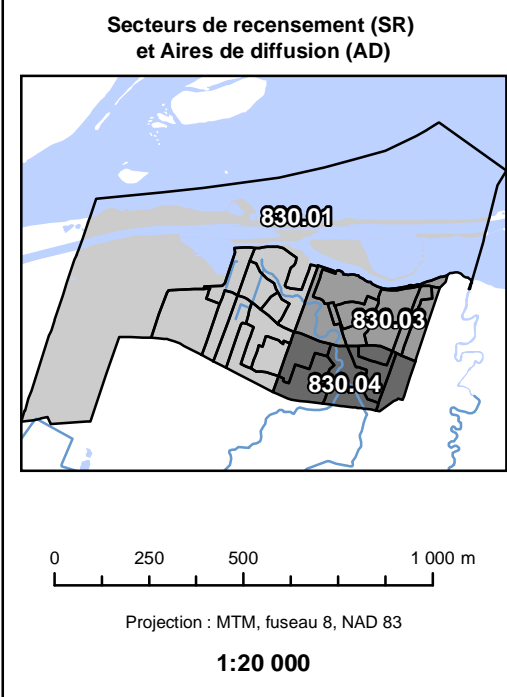 Secteurs de recensement (SR)
et Aires de diffusion (AD)
830.01
830.03
830.04
0 250 500 1 000 m
Projection : MTM, fuseau 8, NAD 83
1:20 000